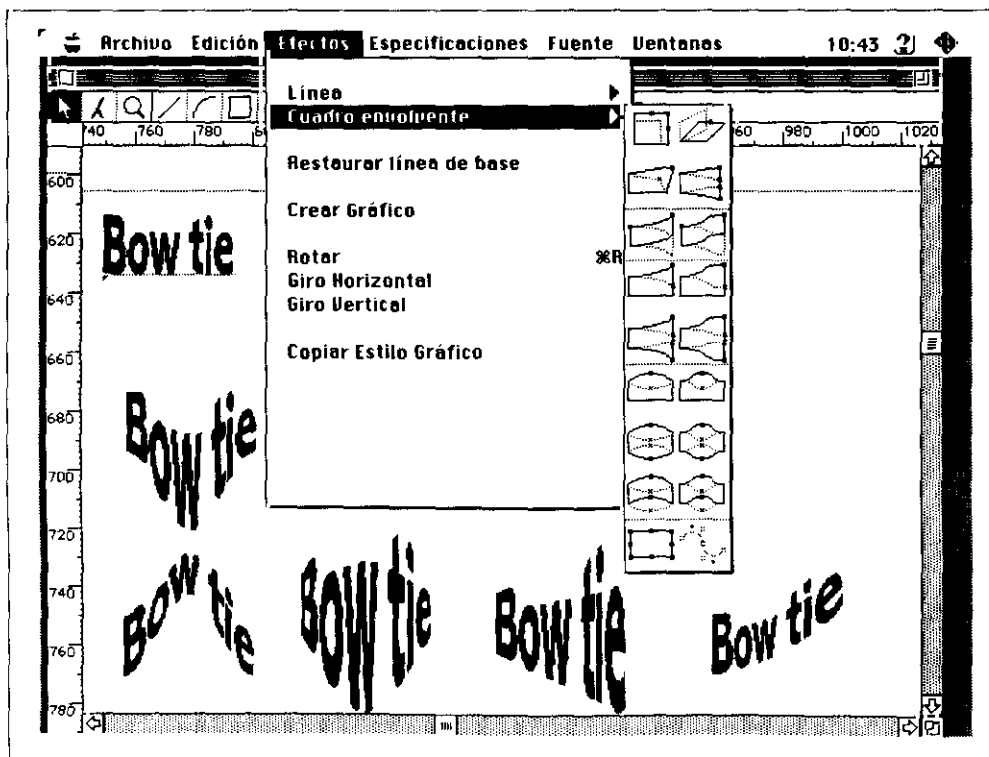 Archivo Edición Efectos Especificaciones Fuente Ventanas 10:43
Línea
Cuadro envolvente
Restaurar línea de base
Crear Gráfico
Rotar ⌘R
Giro Horizontal
Giro Vertical
Copiar Estilo Gráfico
740 760 780 980 1000 1020
600
620
640
660
680
700
720
740
760
780
Bow tie
Bow tie
Bow tie
Bow tie
Bow tie
Bow tie